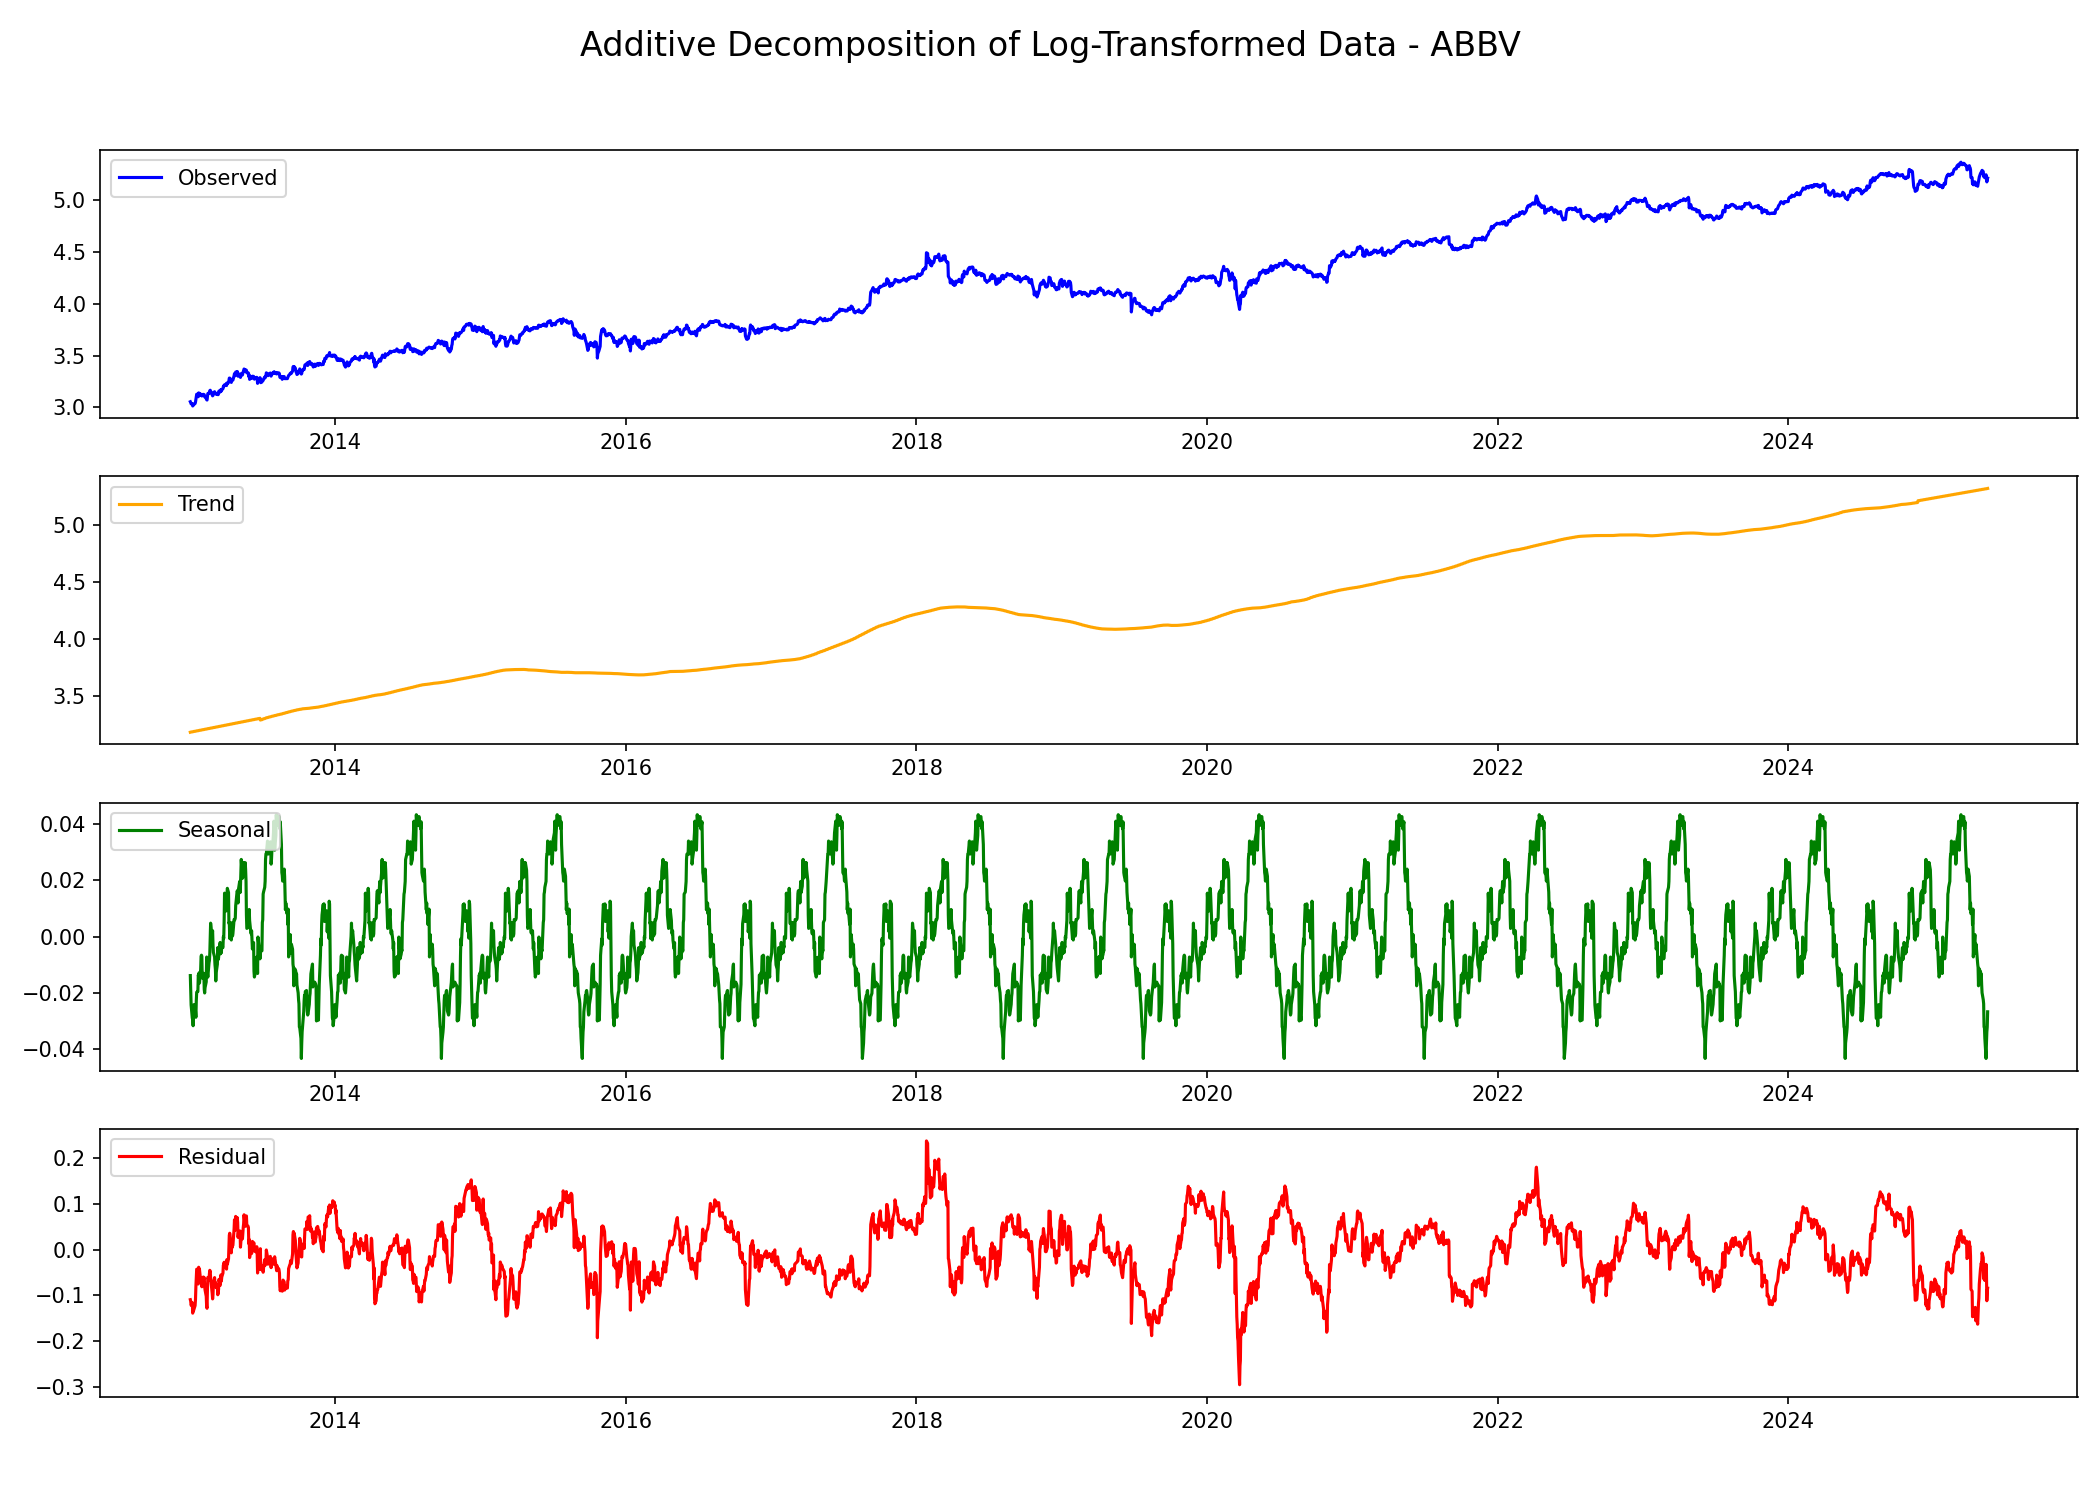 Additive Decomposition of Log-Transformed Data - ABBV
Observed
5.0
4.5
4.0
3.5
3.0
2014 2016 2018 2020 2022 2024
Trend
5.0
4.5
4.0
3.5
2014 2016 2018 2020 2022 2024
Seasonal
0.04
0.02
0.00
−0.02
−0.04
2014 2016 2018 2020 2022 2024
Residual
0.2
0.1
0.0
−0.1
−0.2
−0.3
2014 2016 2018 2020 2022 2024